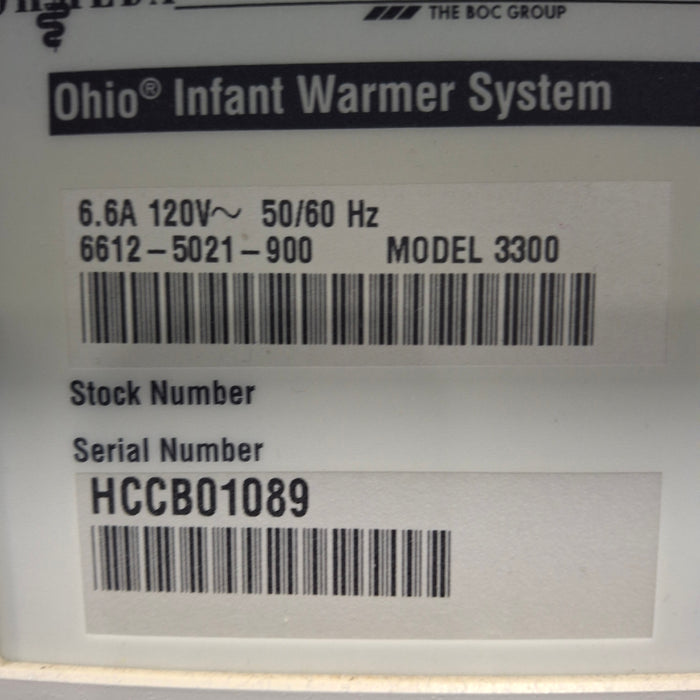 THE BOC GROUP
Ohio® Infant Warmer System
6.6A 120V~ 50/60 Hz
6612-5021-900 MODEL 3300
Stock Number
Serial Number
HCCB01089